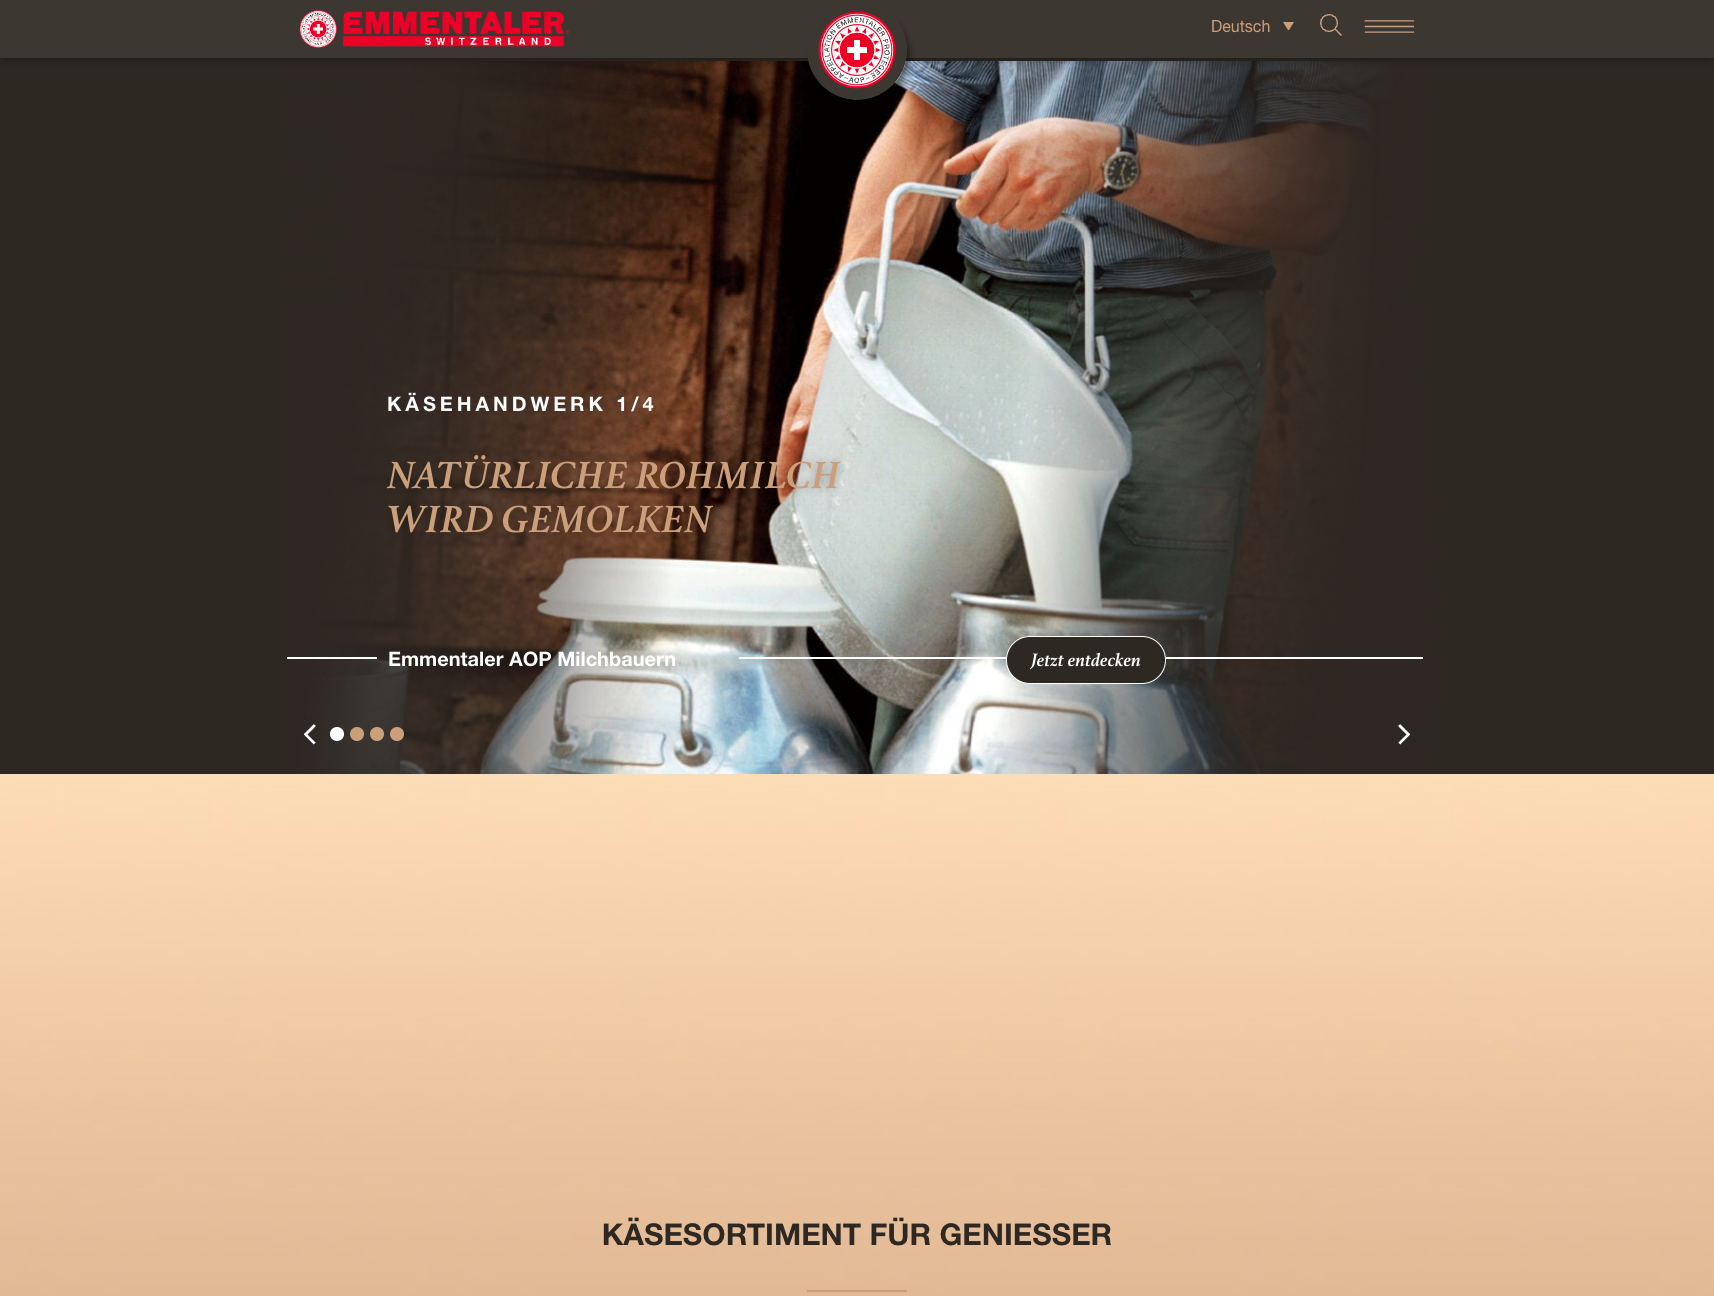 EMMENTALER
SWITZERLAND
APPELLATION EMMENTALER PROTÉGÉE
AOP
Deutsch
KÄSEHANDWERK 1/4
NATÜRLICHE ROHMILCH
WIRD GEMOLKEN
Emmentaler AOP Milchbauern
Jetzt entdecken
KÄSESORTIMENT FÜR GENIESSER